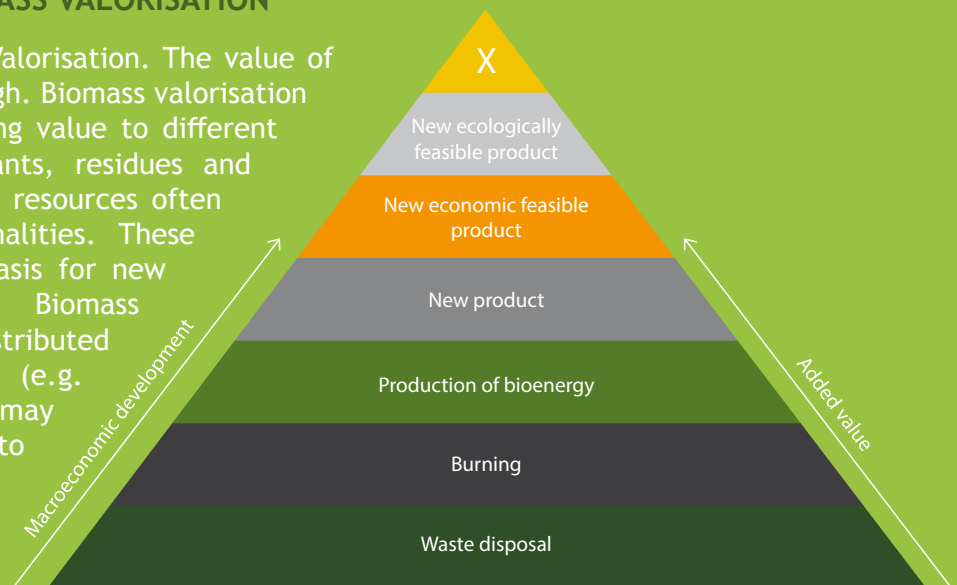 ASS VALORISATION
Valorisation. The value of
gh. Biomass valorisation
ng value to different
ants, residues and
resources often
nalities. These
asis for new
Biomass
stributed
(e.g.
may
to
X
New ecologically
feasible product
New economic feasible
product
New product
Production of bioenergy
Burning
Waste disposal
Macroeconomic development
Added value